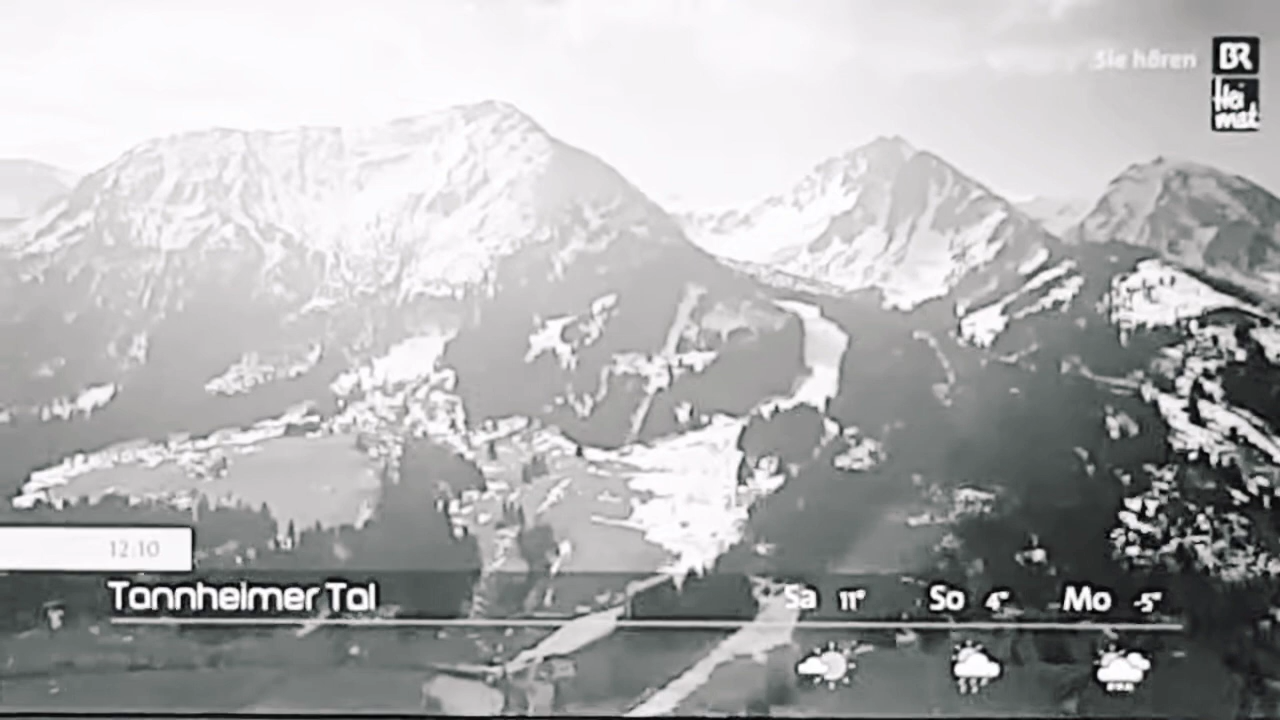 Sie hören BR
Heimat
12:10
Tannheimer Tal
Sa 11° So 4° Mo -5°